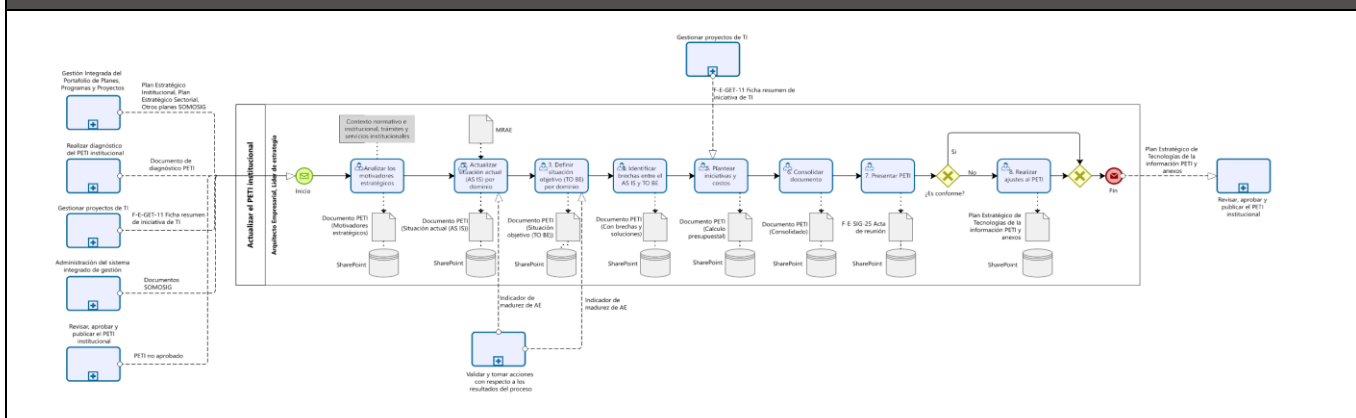 Gestionar proyectos de TI
F-E-GET-11 Ficha resumen de
iniciativa de TI
Gestión Integrada del
Portafolio de Planes,
Programas y Proyectos
Plan Estratégico
Institucional, Plan
Estratégico Sectorial,
Otros planes SOMOSIG
Realizar diagnóstico
del PETI institucional
Documento de
diagnóstico PETI
Gestionar proyectos de TI
F-E-GET-11 Ficha resumen
de iniciativa de TI
Administración del sistema
integrado de gestión
Documentos
SOMOSIG
Revisar, aprobar y
publicar el PETI
institucional
PETI no aprobado
Actualizar el PETI institucional
Arquitecto Empresarial, Líder de estrategia
Inicio
Contexto normativo e
institucional, trámites y
servicios institucionales
Analizar los
motivadores
estratégicos
Documento PETI
(Motivadores
estratégicos)
SharePoint
MRAE
Actualizar
situación actual
(AS IS) por
dominio
Documento PETI
(Situación actual (AS IS))
SharePoint
3. Definir
situación
objetivo (TO BE)
por dominio
Documento PETI
(Situación
objetivo (TO BE))
SharePoint
Identificar
brechas entre el
AS IS y TO BE
Documento PETI
(Con brechas y
soluciones)
SharePoint
5. Plantear
iniciativas y
costos
Documento PETI
(Calculo
presupuestal)
SharePoint
6. Consolidar
documento
Documento PETI
(Consolidado)
SharePoint
7. Presentar PETI
F-E-SIG-25 Acta
de reunión
SharePoint
¿Es conforme?
Si
No
8. Realizar
ajustes al PETI
Plan Estratégico de
Tecnologías de la
información PETI y
anexos
SharePoint
Fin
Plan Estratégico de
Tecnologías de la
información PETI y
anexos
Revisar, aprobar y
publicar el PETI
institucional
Indicador de
madurez de AE
Indicador de
madurez de AE
Validar y tomar acciones
con respecto a los
resultados del proceso